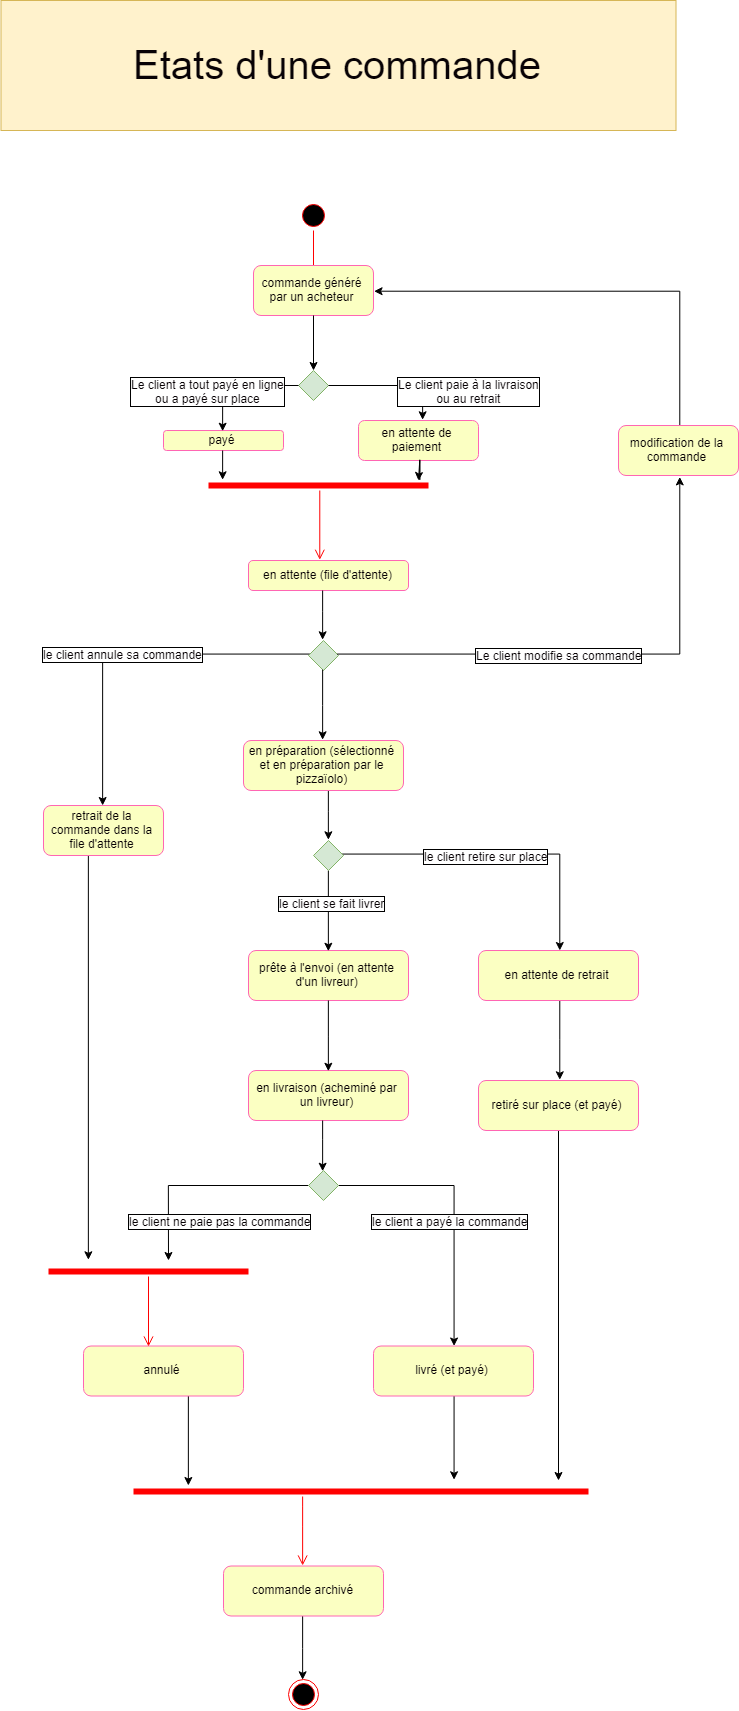 Etats d'une commande
commande généré
par un acheteur
Le client a tout payé en ligne
ou a payé sur place
Le client paie à la livraison
ou au retrait
payé
en attente de
paiement
modification de la
commande
en attente (file d'attente)
le client annule sa commande
Le client modifie sa commande
en préparation (sélectionné
et en préparation par le
pizzaïolo)
retrait de la
commande dans la
file d'attente
le client retire sur place
le client se fait livrer
prête à l'envoi (en attente
d'un livreur)
en attente de retrait
en livraison (acheminé par
un livreur)
retiré sur place (et payé)
le client ne paie pas la commande
le client a payé la commande
annulé
livré (et payé)
commande archivé